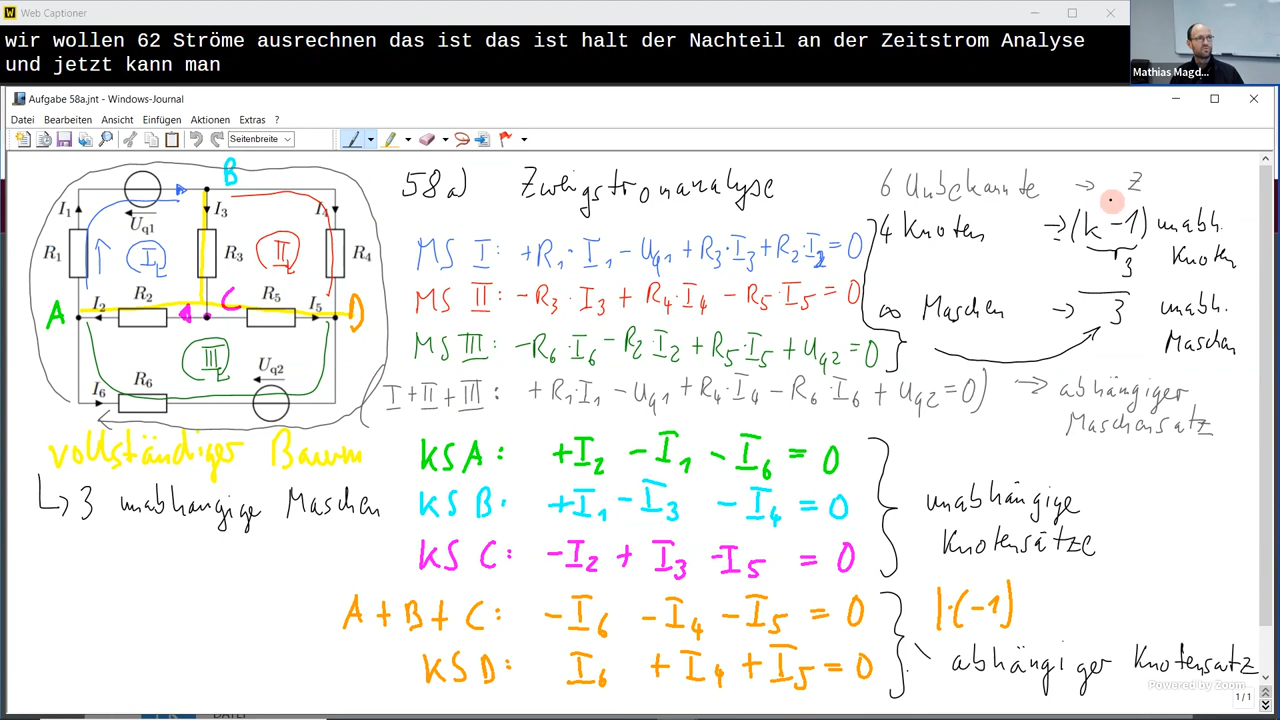 Web Captioner
wir wollen 62 Ströme ausrechnen das ist das ist halt der Nachteil an der Zeitstrom Analyse
und jetzt kann man
Mathias Magd...
Aufgabe 58a.jnt - Windows-Journal
Datei Bearbeiten Ansicht Einfügen Aktionen Extras ?
Seitenbreite
58a) Zweigstromanalyse
6 Unbekannte → z
4 Knoten → (k - 1) unabh. Knoten
3
∞ Maschen → 3 unabh. Maschen
B
I1 Uq1 I3 I4
R1 I R3 II R4
A I2 R2 C R5 I5 D
III
I6 R6 Uq2
MS I: +R1·I1 - Uq1 + R3·I3 + R2·I2 = 0
MS II: -R3·I3 + R4·I4 - R5·I5 = 0
MS III: -R6·I6 - R2·I2 + R5·I5 + Uq2 = 0
I+II+III: +R1·I1 - Uq1 + R4·I4 - R6·I6 + Uq2 = 0) → abhängiger Maschensatz
vollständiger Baum
↳ 3 unabhängige Maschen
KS A: +I2 - I1 - I6 = 0
KS B: +I1 - I3 - I4 = 0
KS C: -I2 + I3 - I5 = 0
unabhängige
Knotensätze
A + B + C: -I6 - I4 - I5 = 0 |·(-1)
KS D: I6 + I4 + I5 = 0
abhängiger Knotensatz
Powered by Zoom
1/1